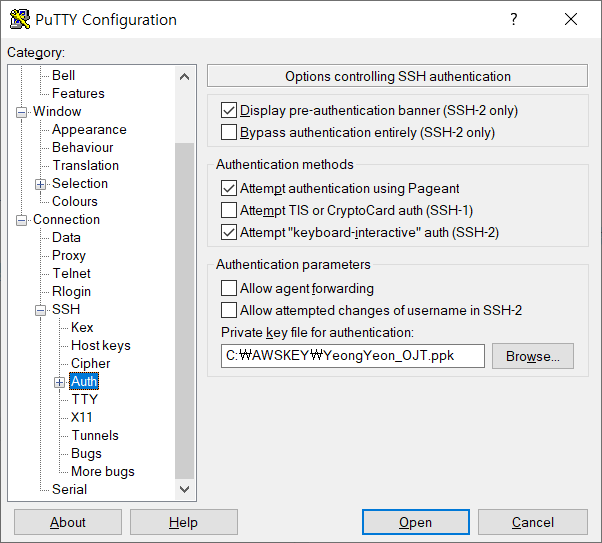 PuTTY Configuration
Category:
Bell
Features
Window
Appearance
Behaviour
Translation
Selection
Colours
Connection
Data
Proxy
Telnet
Rlogin
SSH
Kex
Host keys
Cipher
Auth
TTY
X11
Tunnels
Bugs
More bugs
Serial
Options controlling SSH authentication
Display pre-authentication banner (SSH-2 only)
Bypass authentication entirely (SSH-2 only)
Authentication methods
Attempt authentication using Pageant
Attempt TIS or CryptoCard auth (SSH-1)
Attempt "keyboard-interactive" auth (SSH-2)
Authentication parameters
Allow agent forwarding
Allow attempted changes of username in SSH-2
Private key file for authentication:
C:₩AWSKEY₩YeongYeon_OJT.ppk
Browse...
About
Help
Open
Cancel